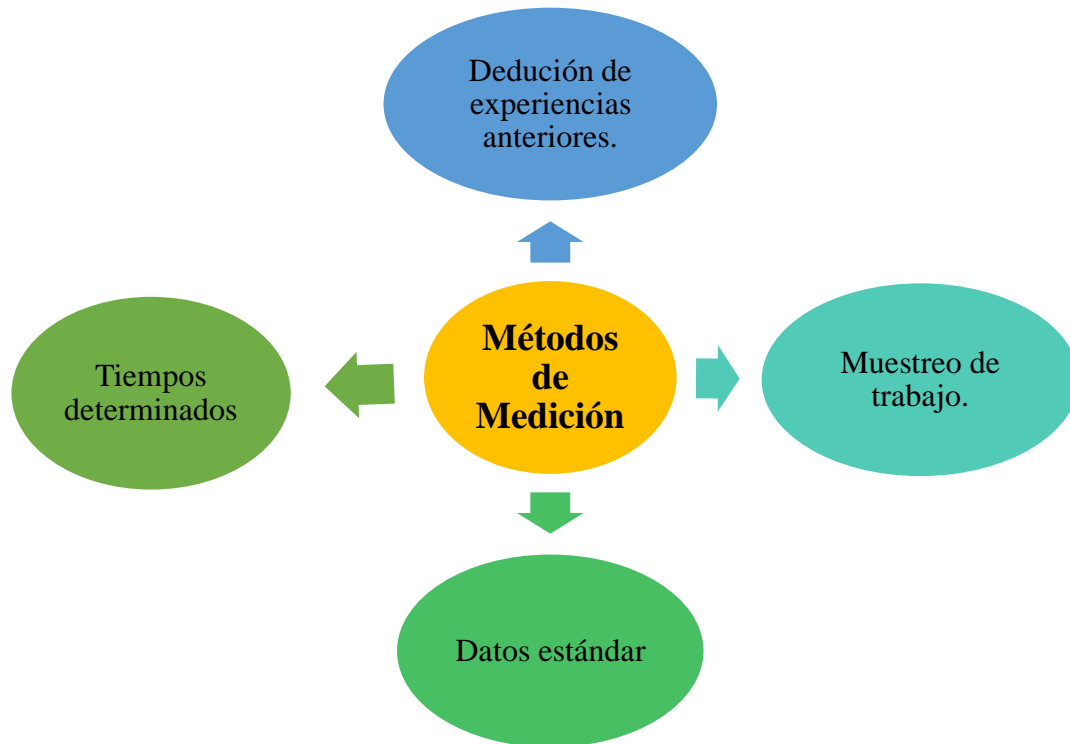 Dedución de
experiencias
anteriores.
Tiempos
determinados
Métodos
de
Medición
Muestreo de
trabajo.
Datos estándar